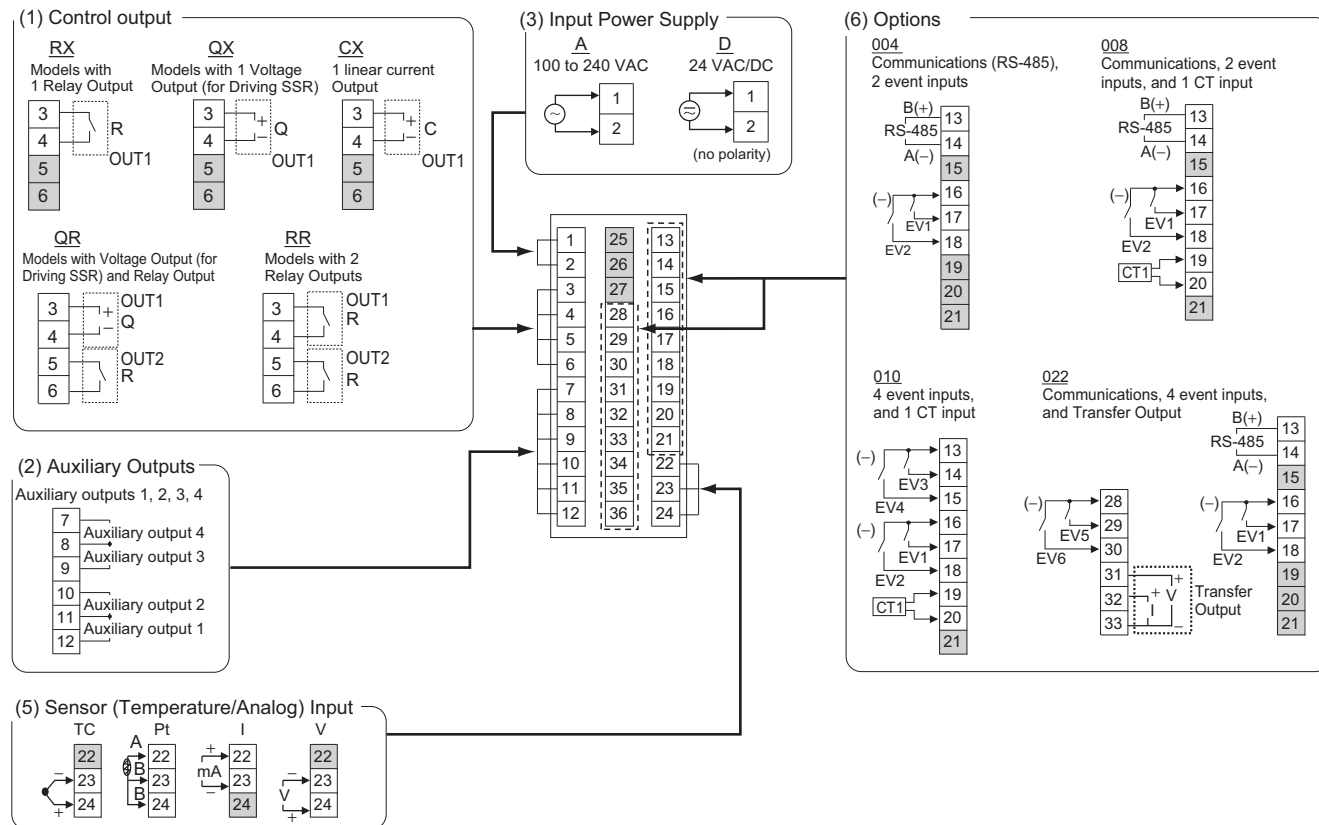 (1) Control output
RX
Models with
1 Relay Output
3
4
5
6
R
OUT1
QX
Models with 1 Voltage
Output (for Driving SSR)
3
4
5
6
+
−
Q
OUT1
CX
1 linear current
Output
3
4
5
6
+
−
C
OUT1
QR
Models with Voltage Output (for
Driving SSR) and Relay Output
3
4
5
6
+
−
Q
OUT1
OUT2
R
RR
Models with 2
Relay Outputs
3
4
5
6
OUT1
R
OUT2
R
(2) Auxiliary Outputs
Auxiliary outputs 1, 2, 3, 4
7
8
9
10
11
12
Auxiliary output 4
Auxiliary output 3
Auxiliary output 2
Auxiliary output 1
(3) Input Power Supply
A
100 to 240 VAC
1
2
D
24 VAC/DC
1
2
(no polarity)
1 25 13
2 26 14
3 27 15
4 28 16
5 29 17
6 30 18
7 31 19
8 32 20
9 33 21
10 34 22
11 35 23
12 36 24
(5) Sensor (Temperature/Analog) Input
TC
−
+
22
23
24
Pt
A
B
B
22
23
24
I
+
mA
−
22
23
24
V
−
V
+
22
23
24
(6) Options
004
Communications (RS-485),
2 event inputs
B(+)
RS-485
A(−)
(−)
EV1
EV2
13
14
15
16
17
18
19
20
21
008
Communications, 2 event
inputs, and 1 CT input
B(+)
RS-485
A(−)
(−)
EV1
EV2
CT1
13
14
15
16
17
18
19
20
21
010
4 event inputs,
and 1 CT input
(−)
EV3
EV4
(−)
EV1
EV2
CT1
13
14
15
16
17
18
19
20
21
022
Communications, 4 event inputs,
and Transfer Output
(−)
EV5
EV6
28
29
30
31
32
33
+
+ V
I
−
Transfer
Output
B(+)
RS-485
A(−)
(−)
EV1
EV2
13
14
15
16
17
18
19
20
21